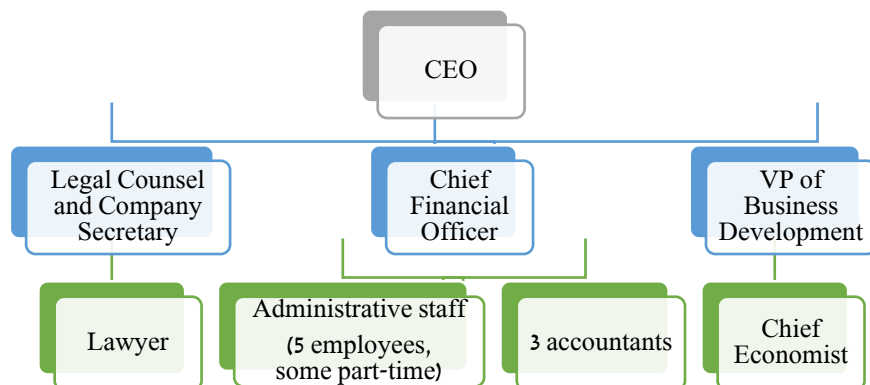 CEO
Legal Counsel
and Company
Secretary
Chief
Financial
Officer
VP of
Business
Development
Lawyer
Administrative staff
(5 employees,
some part-time)
3 accountants
Chief
Economist